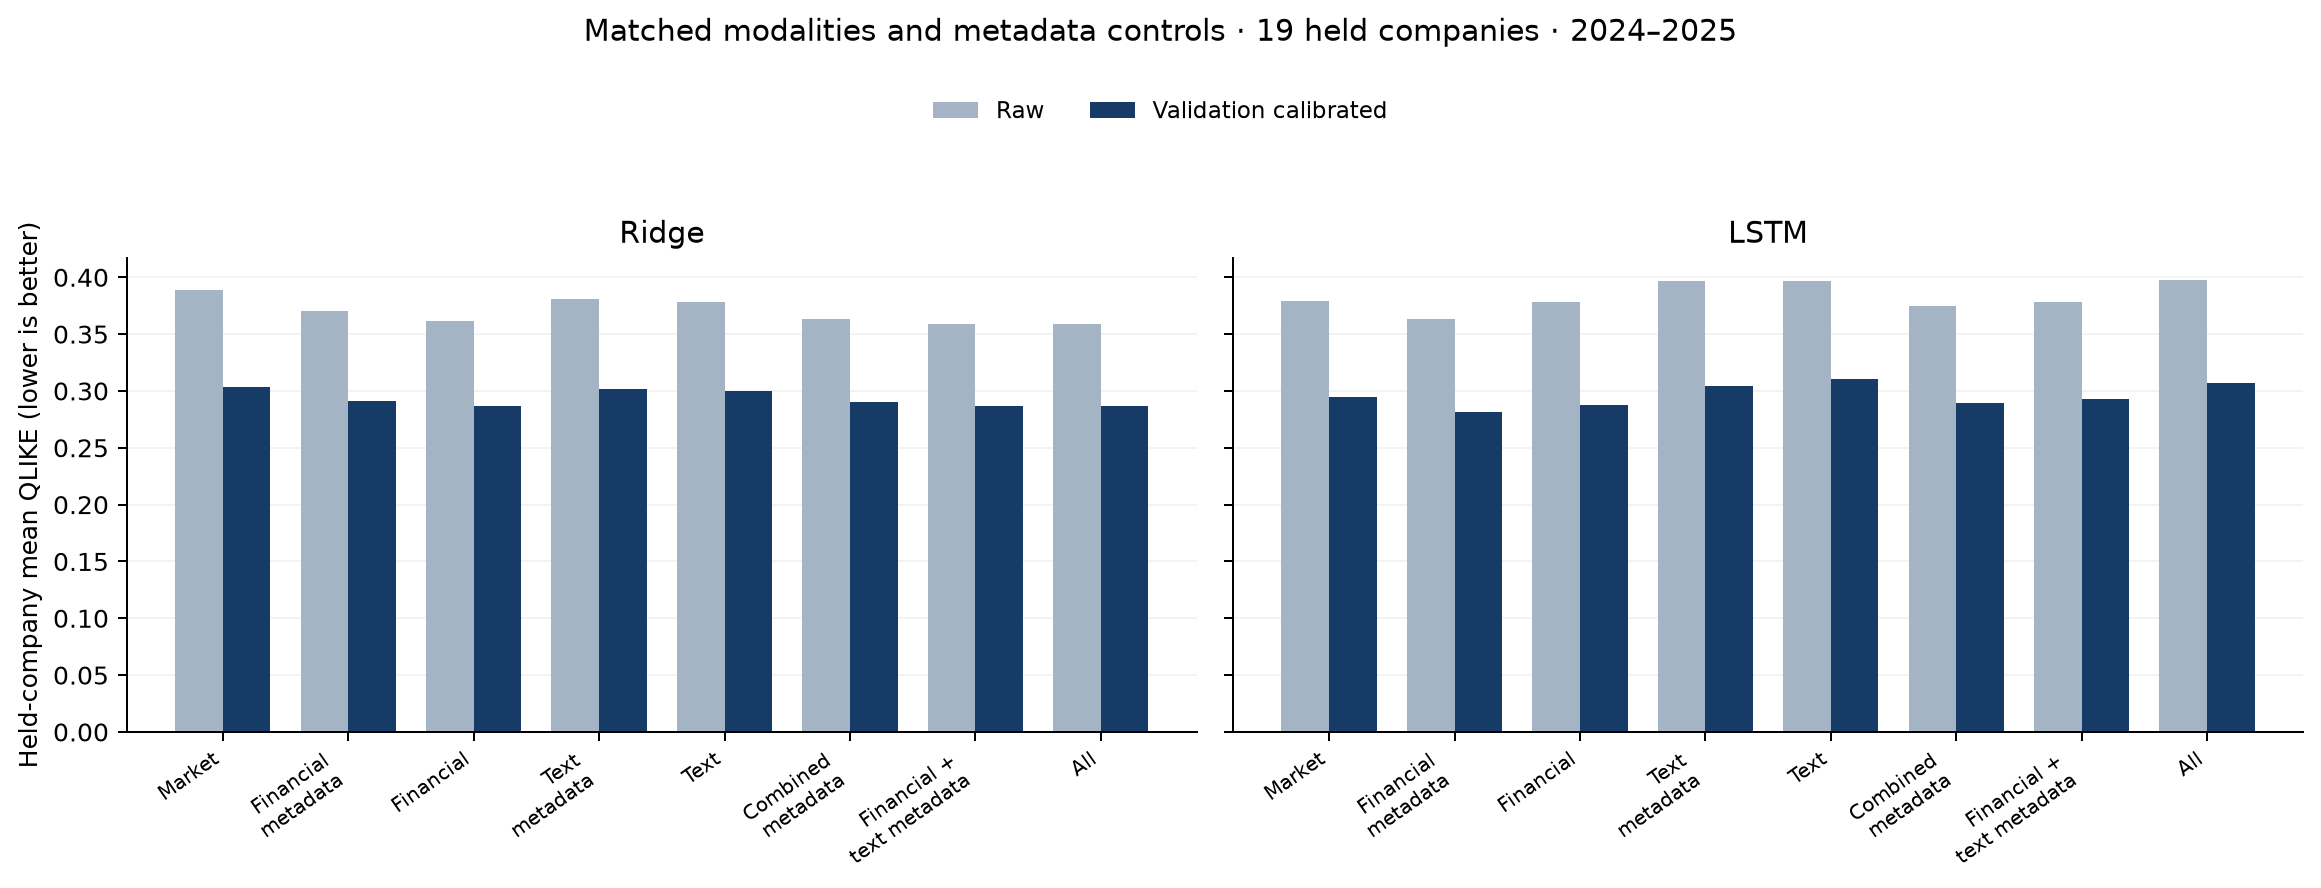 Matched modalities and metadata controls · 19 held companies · 2024–2025
Raw
Validation calibrated
Held-company mean QLIKE (lower is better)
Ridge
0.40
0.35
0.30
0.25
0.20
0.15
0.10
0.05
0.00
Market
Financial
metadata
Financial
Text
metadata
Text
Combined
metadata
Financial +
text metadata
All
LSTM
Market
Financial
metadata
Financial
Text
metadata
Text
Combined
metadata
Financial +
text metadata
All